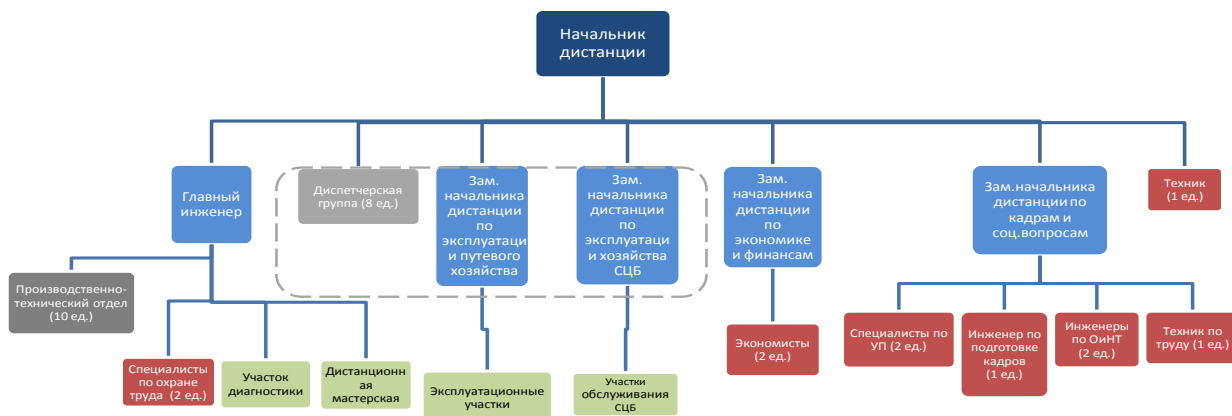 Начальник
дистанции
Главный
инженер
Диспетчерская
группа (8 ед.)
Зам.
начальника
дистанции
по
эксплуатаци
и путевого
хозяйства
Зам.
начальника
дистанции
по
эксплуатаци
и хозяйства
СЦБ
Зам.
начальника
дистанции
по
экономике
и финансам
Зам.начальника
дистанции по
кадрам и
соц.вопросам
Техник
(1 ед.)
Производственно-
технический отдел
(10 ед.)
Специалисты
по охране
труда (2 ед.)
Участок
диагностики
Дистанционн
ая
мастерская
Эксплуатационные
участки
Участки
обслуживания
СЦБ
Экономисты
(2 ед.)
Специалисты по
УП (2 ед.)
Инженер по
подготовке
кадров
(1 ед.)
Инженеры
по ОиНТ
(2 ед.)
Техник по
труду (1 ед.)